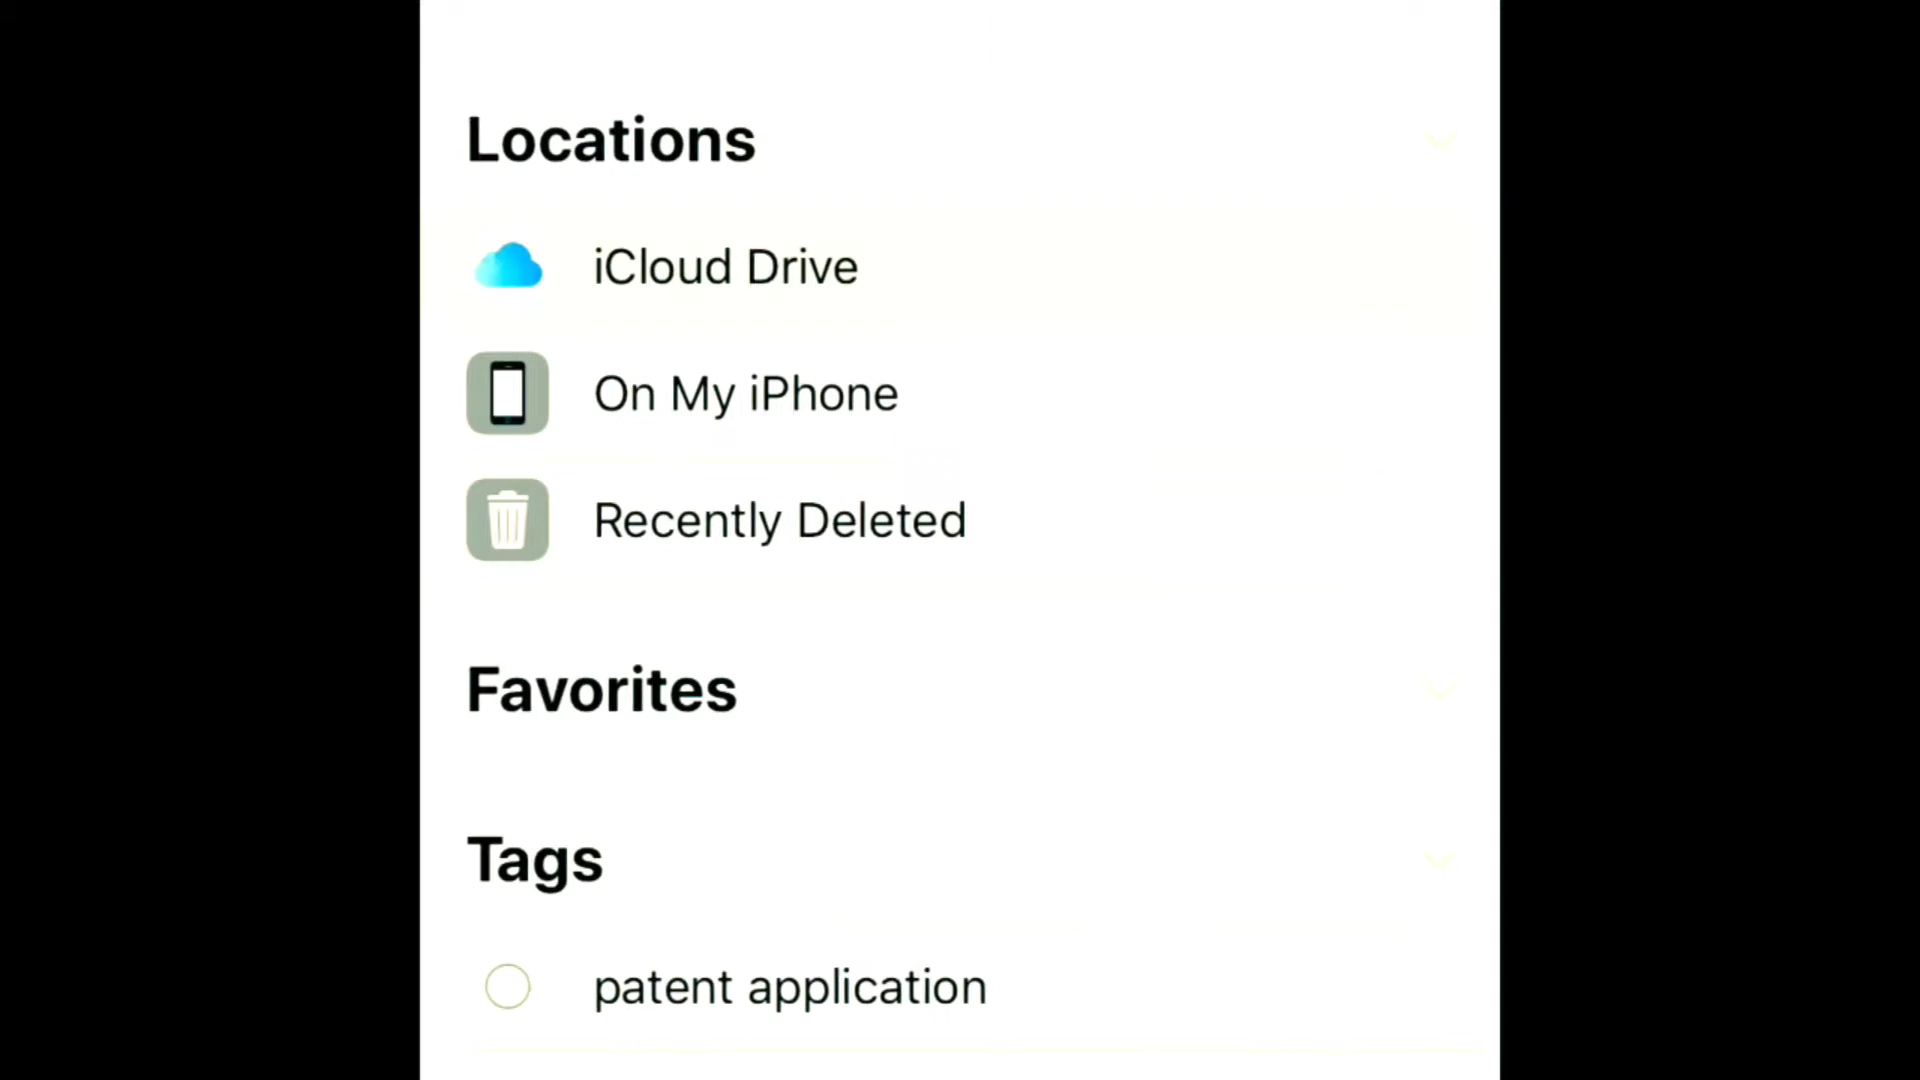 Locations
iCloud Drive
On My iPhone
Recently Deleted
Favorites
Tags
patent application